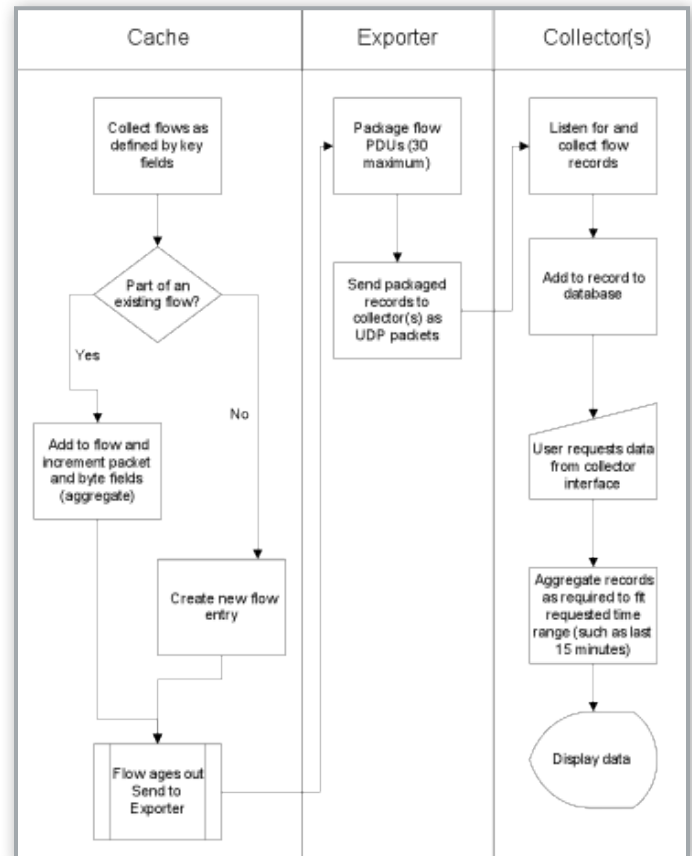 Cache
Exporter
Collector(s)
Collect flows as
defined by key
fields
Part of an
existing flow?
Yes
No
Add to flow and
increment packet
and byte fields
(aggregate)
Create new flow
entry
Flow ages out
Send to
Exporter
Package flow
PDUs (30
maximum)
Send packaged
records to
collector(s) as
UDP packets
Listen for and
collect flow
records
Add to record to
database
User requests data
from collector
interface
Aggregate records
as required to fit
requested time
range (such as last
15 minutes)
Display data